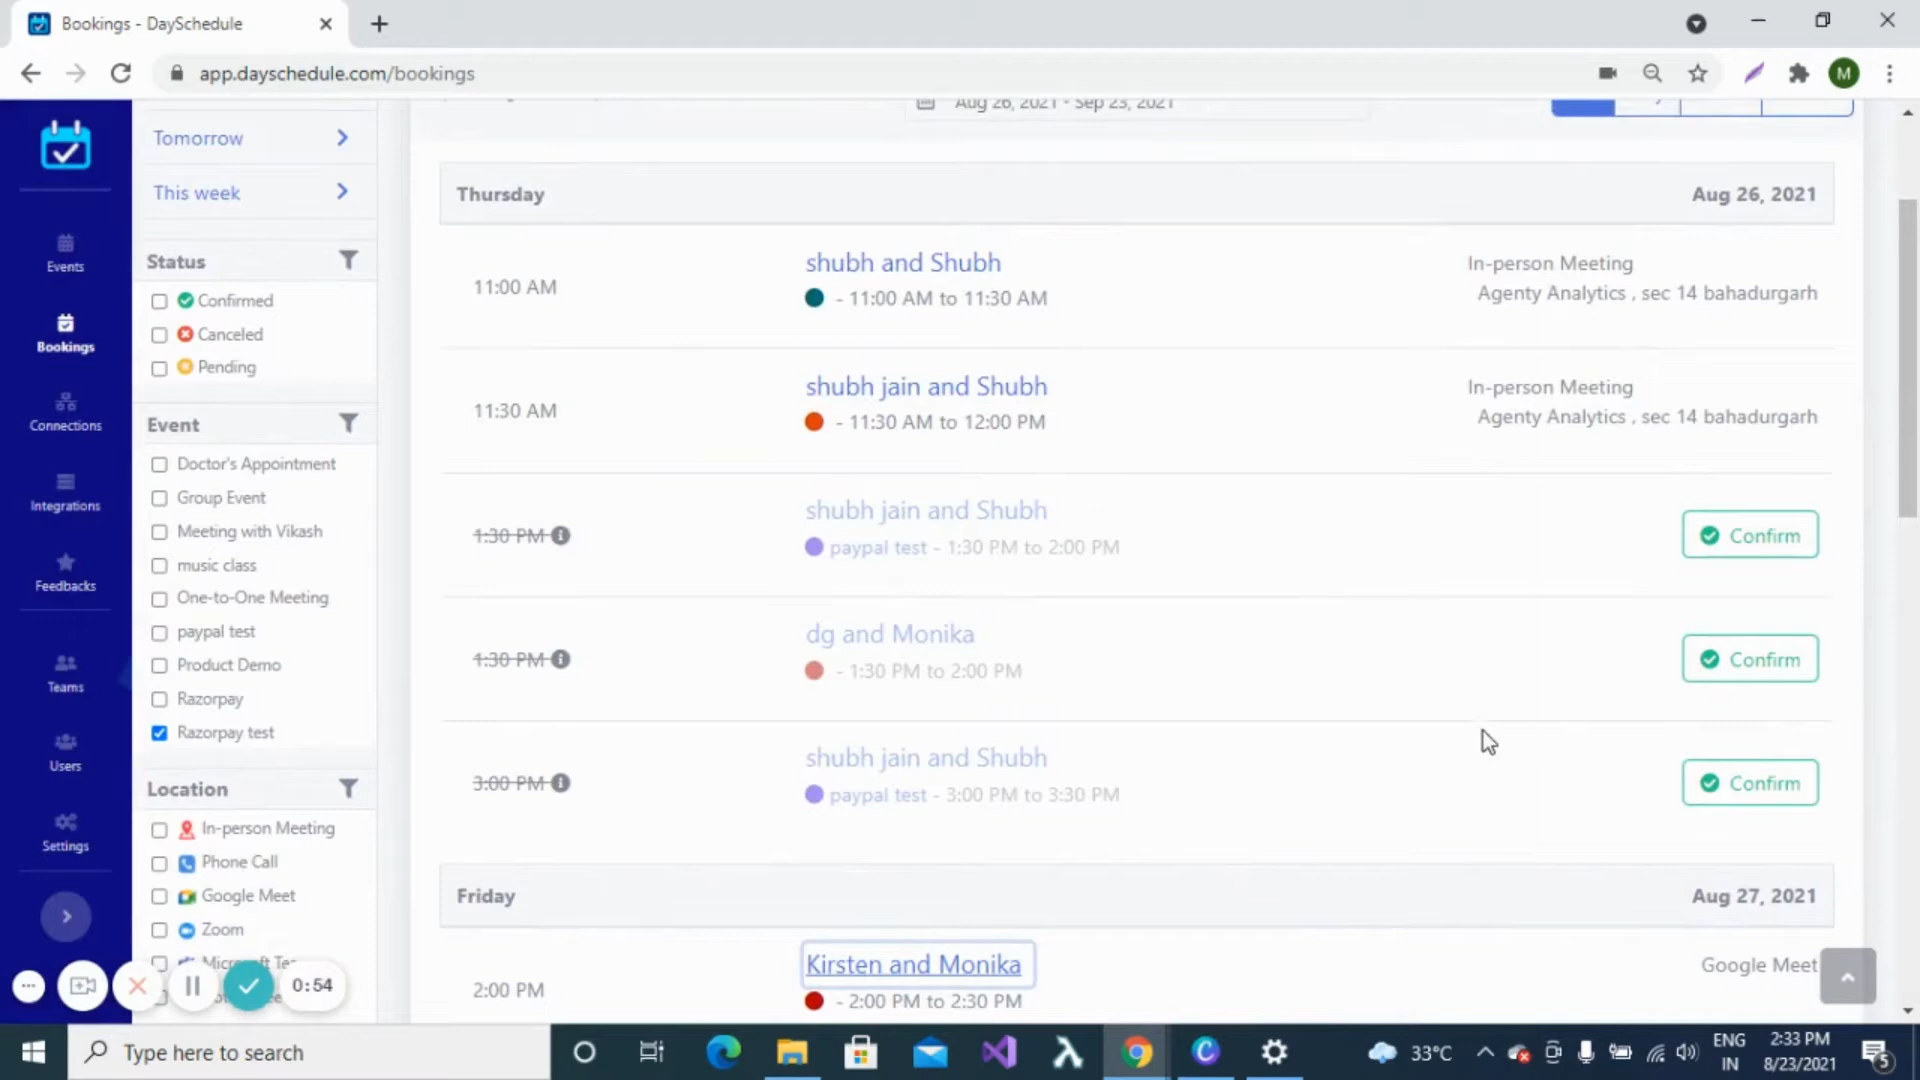 Bookings - DaySchedule
app.dayschedule.com/bookings
M
Events
Bookings
Connections
Integrations
Feedbacks
Teams
Users
Settings
Tomorrow
This week
Status
Confirmed
Canceled
Pending
Event
Doctor's Appointment
Group Event
Meeting with Vikash
music class
One-to-One Meeting
paypal test
Product Demo
Razorpay
Razorpay test
Location
In-person Meeting
Phone Call
Google Meet
Zoom
0:54
Aug 26, 2021 - Sep 23, 2021
Thursday Aug 26, 2021
11:00 AM
shubh and Shubh
- 11:00 AM to 11:30 AM
In-person Meeting
Agenty Analytics , sec 14 bahadurgarh
11:30 AM
shubh jain and Shubh
- 11:30 AM to 12:00 PM
In-person Meeting
Agenty Analytics , sec 14 bahadurgarh
1:30 PM
shubh jain and Shubh
paypal test - 1:30 PM to 2:00 PM
Confirm
1:30 PM
dg and Monika
- 1:30 PM to 2:00 PM
Confirm
3:00 PM
shubh jain and Shubh
paypal test - 3:00 PM to 3:30 PM
Confirm
Friday Aug 27, 2021
2:00 PM
Kirsten and Monika
- 2:00 PM to 2:30 PM
Google Meet
Type here to search
33°C
ENG
IN
2:33 PM
8/23/2021
5